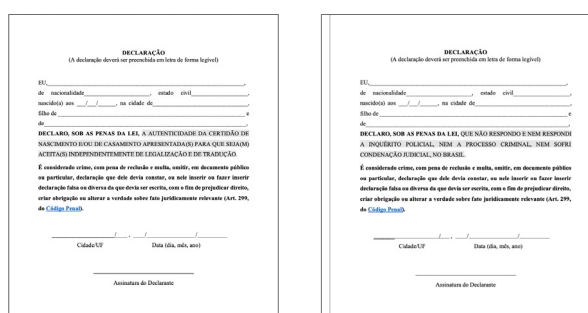 DECLARAÇÃO
(A declaração deverá ser preenchida em letra de forma legível)
EU,
de nacionalidade , estado civil ,
nascido(a) aos / / , na cidade de ,
filho de e
de ,
DECLARO, SOB AS PENAS DA LEI, A AUTENTICIDADE DA CERTIDÃO DE
NASCIMENTO E/OU DE CASAMENTO APRESENTADA(S) PARA QUE SEJA(M)
ACEITA(S) INDEPENDENTEMENTE DE LEGALIZAÇÃO E DE TRADUÇÃO.
É considerado crime, com pena de reclusão e multa, omitir, em documento público
ou particular, declaração que dele devia constar, ou nele inserir ou fazer inserir
declaração falsa ou diversa da que devia ser escrita, com o fim de prejudicar direito,
criar obrigação ou alterar a verdade sobre fato juridicamente relevante (Art. 299,
do Código Penal).
/ , / /
Cidade/UF Data (dia, mês, ano)
Assinatura do Declarante
DECLARAÇÃO
(A declaração deverá ser preenchida em letra de forma legível)
EU,
de nacionalidade , estado civil ,
nascido(a) aos / / , na cidade de ,
filho de e
de ,
DECLARO, SOB AS PENAS DA LEI, QUE NÃO RESPONDO E NEM RESPONDI
A INQUÉRITO POLICIAL, NEM A PROCESSO CRIMINAL, NEM SOFRI
CONDENAÇÃO JUDICIAL, NO BRASIL.
É considerado crime, com pena de reclusão e multa, omitir, em documento público
ou particular, declaração que dele devia constar, ou nele inserir ou fazer inserir
declaração falsa ou diversa da que devia ser escrita, com o fim de prejudicar direito,
criar obrigação ou alterar a verdade sobre fato juridicamente relevante (Art. 299,
do Código Penal).
/ , / /
Cidade/UF Data (dia, mês, ano)
Assinatura do Declarante